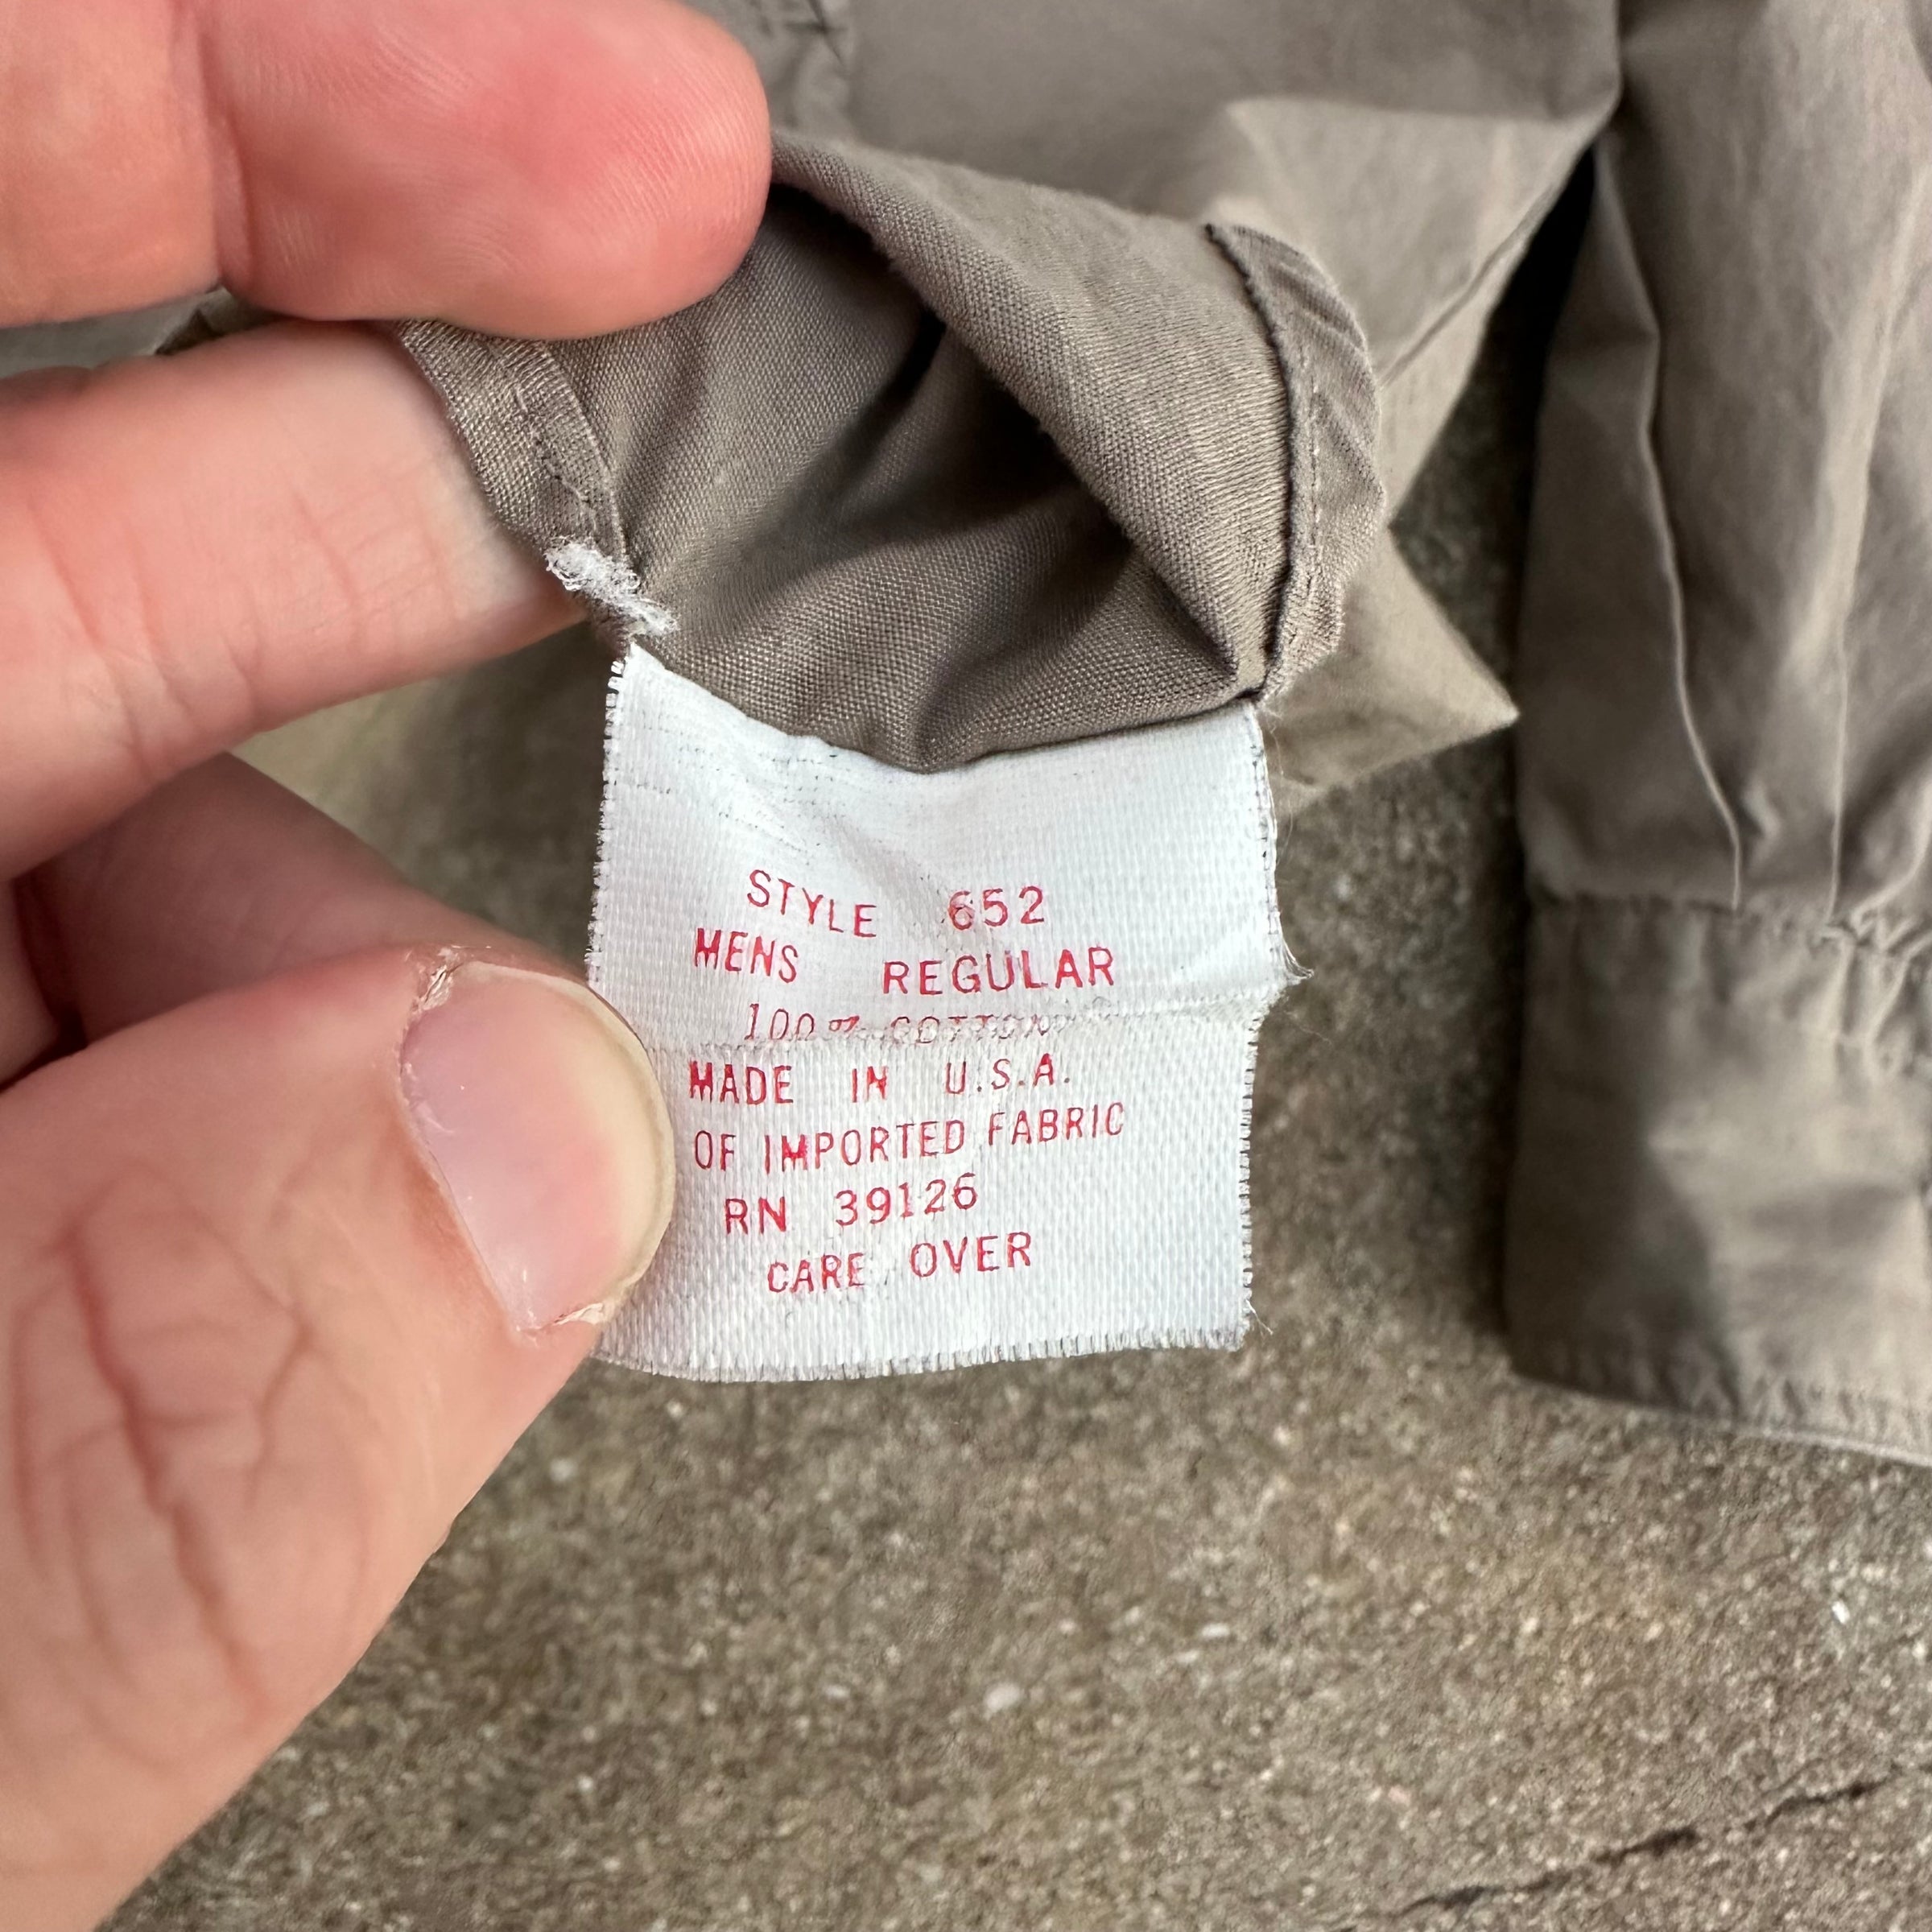 STYLE 652
MENS REGULAR
100% COTTON
MADE IN U.S.A.
OF IMPORTED FABRIC
RN 39126
CARE OVER